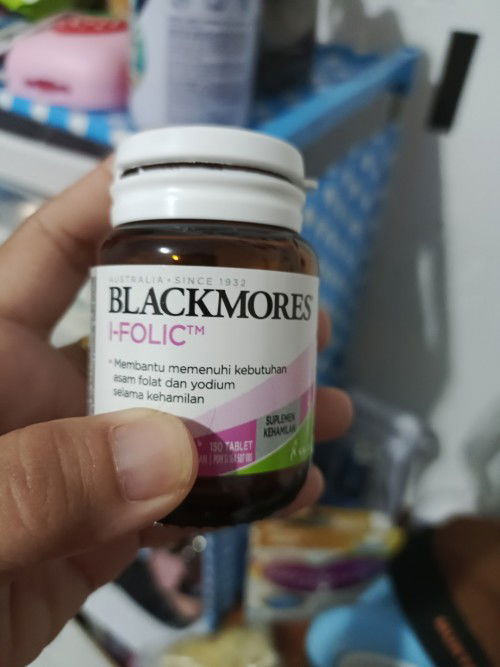 AUSTRALIA • SINCE 1932
BLACKMORES
I-FOLIC™
Membantu memenuhi kebutuhan
asam folat dan yodium
selama kehamilan
SUPLEMEN
KEHAMILAN
150 TABLET